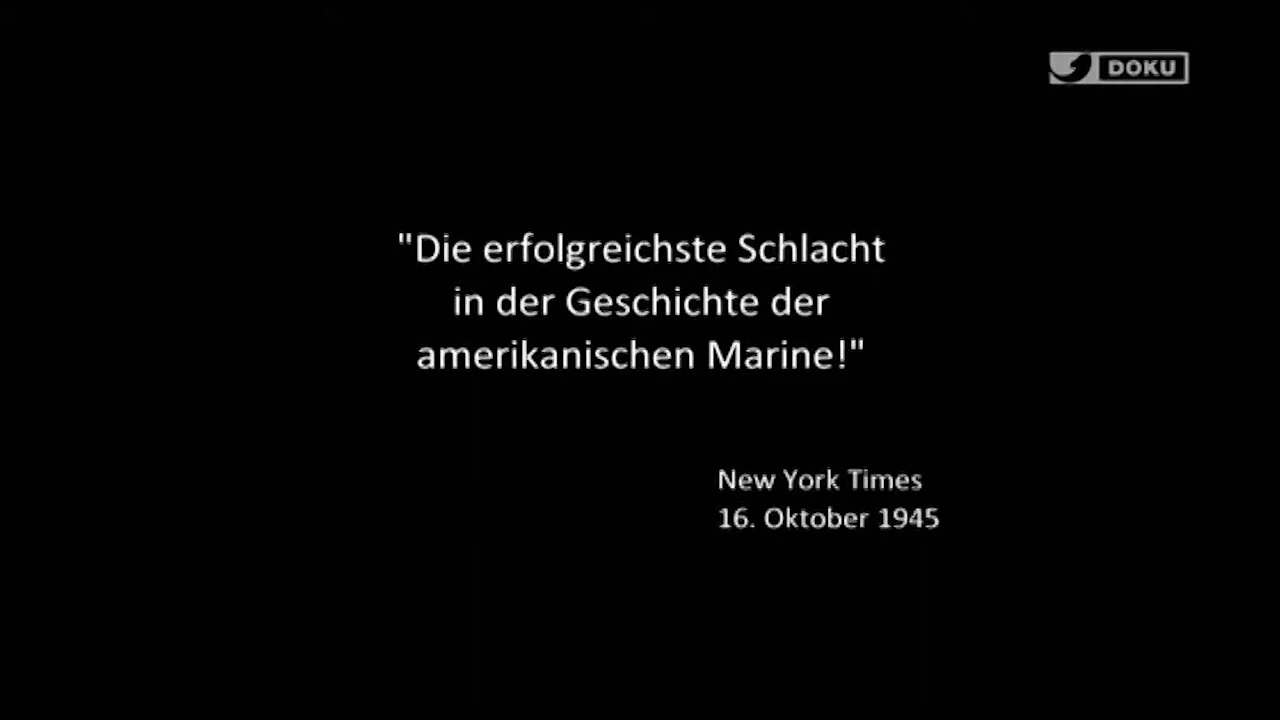 DOKU
"Die erfolgreichste Schlacht
in der Geschichte der
amerikanischen Marine!"
New York Times
16. Oktober 1945